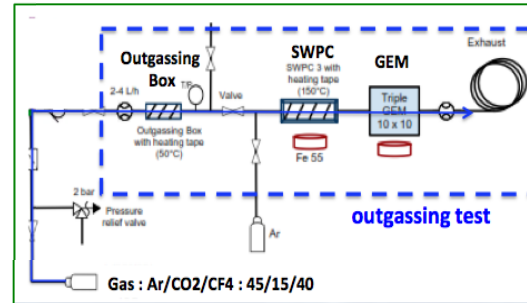 Exhaust
Outgassing
Box
SWPC
SWPC 3 with
heating tape
(150°C)
GEM
2-4 L/h
Valve
Triple
GEM
10 x 10
Outgassing Box
with heating tape
(50°C)
Fe 55
2 bar
Pressure
relief valve
Ar
outgassing test
Gas : Ar/CO2/CF4 : 45/15/40